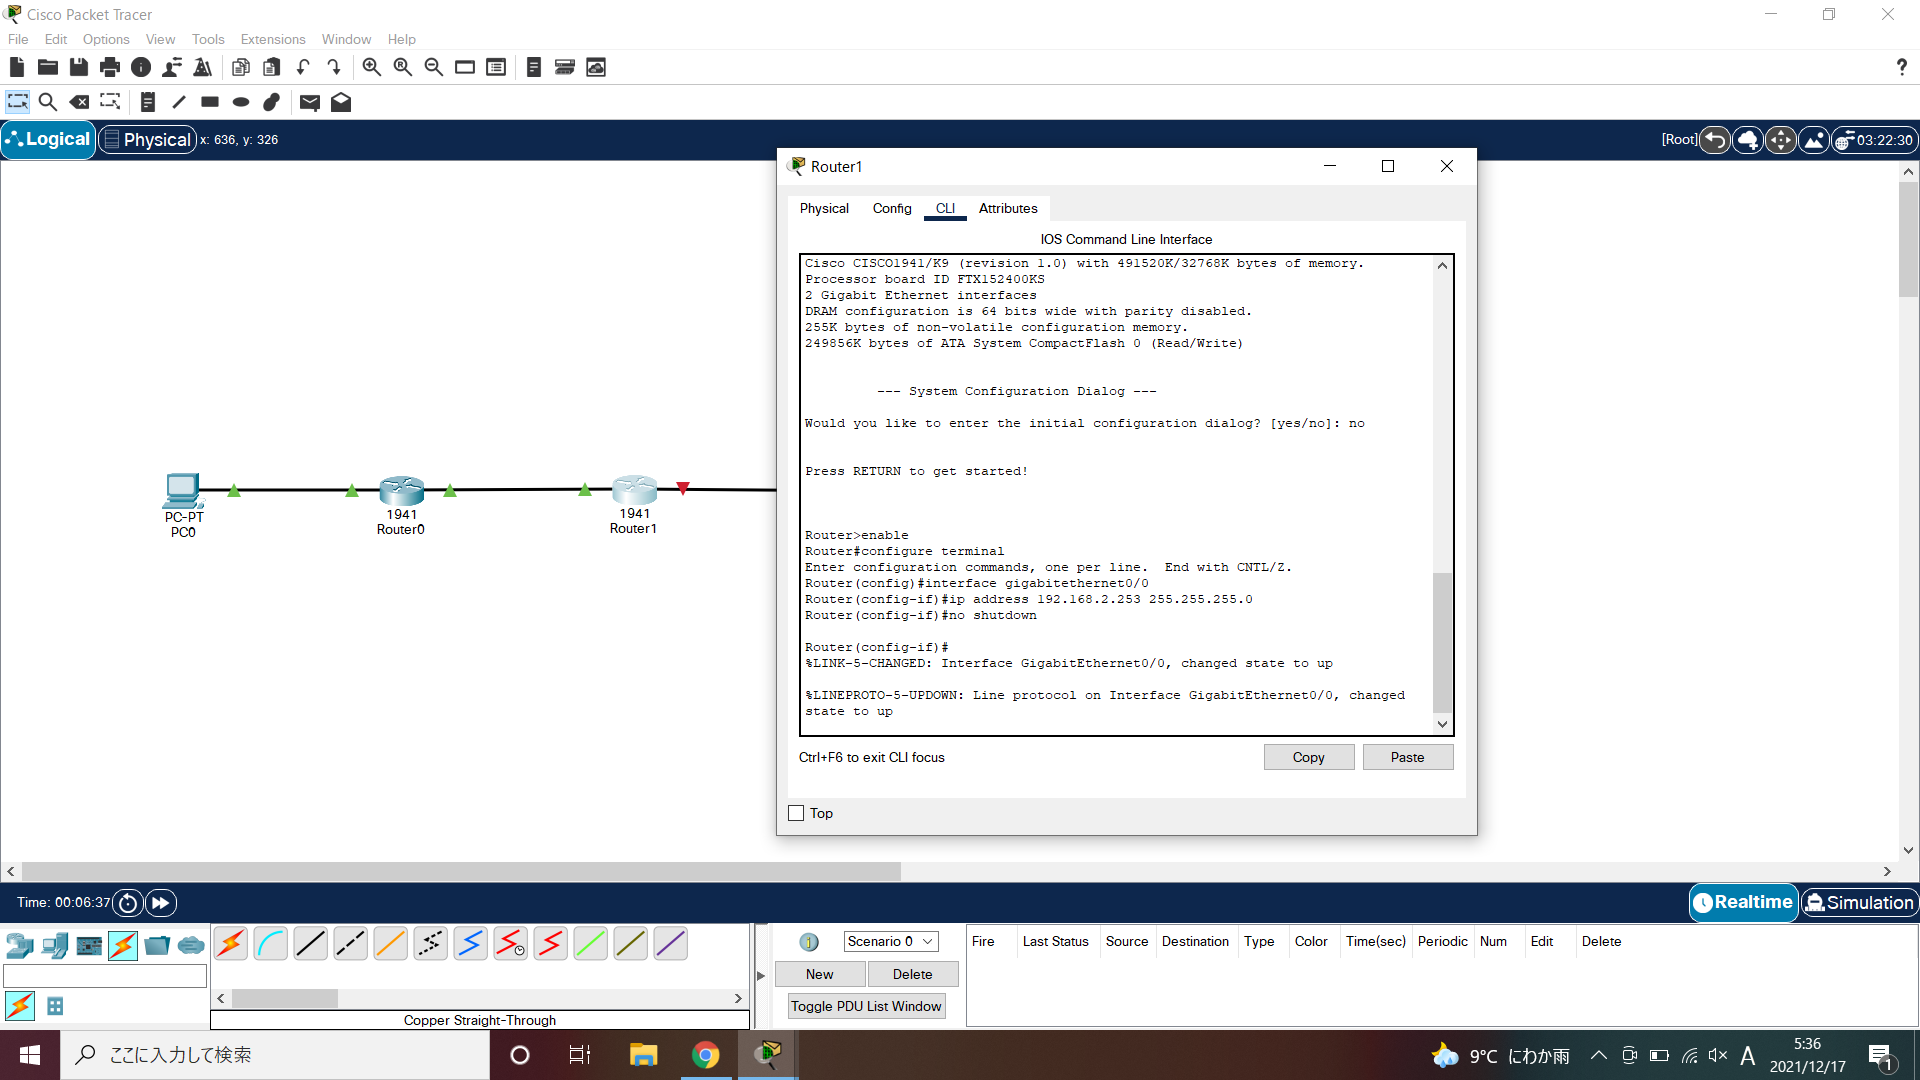 Cisco Packet Tracer
File Edit Options View Tools Extensions Window Help
?
Logical Physical x: 636, y: 326
[Root] 03:22:30
Router1
Physical Config CLI Attributes
IOS Command Line Interface
Cisco CISCO1941/K9 (revision 1.0) with 491520K/32768K bytes of memory.
Processor board ID FTX152400KS
2 Gigabit Ethernet interfaces
DRAM configuration is 64 bits wide with parity disabled.
255K bytes of non-volatile configuration memory.
249856K bytes of ATA System CompactFlash 0 (Read/Write)
--- System Configuration Dialog ---
Would you like to enter the initial configuration dialog? [yes/no]: no
Press RETURN to get started!
Router>enable
Router#configure terminal
Enter configuration commands, one per line.  End with CNTL/Z.
Router(config)#interface gigabitethernet0/0
Router(config-if)#ip address 192.168.2.253 255.255.255.0
Router(config-if)#no shutdown
Router(config-if)#
%LINK-5-CHANGED: Interface GigabitEthernet0/0, changed state to up
%LINEPROTO-5-UPDOWN: Line protocol on Interface GigabitEthernet0/0, changed
state to up
Ctrl+F6 to exit CLI focus
Copy Paste
Top
PC-PT
PC0
1941
Router0
1941
Router1
Time: 00:06:37
Realtime Simulation
Scenario 0
New Delete
Toggle PDU List Window
Fire Last Status Source Destination Type Color Time(sec) Periodic Num Edit Delete
Copper Straight-Through
ここに入力して検索
9°C にわか雨
A
5:36
2021/12/17
1